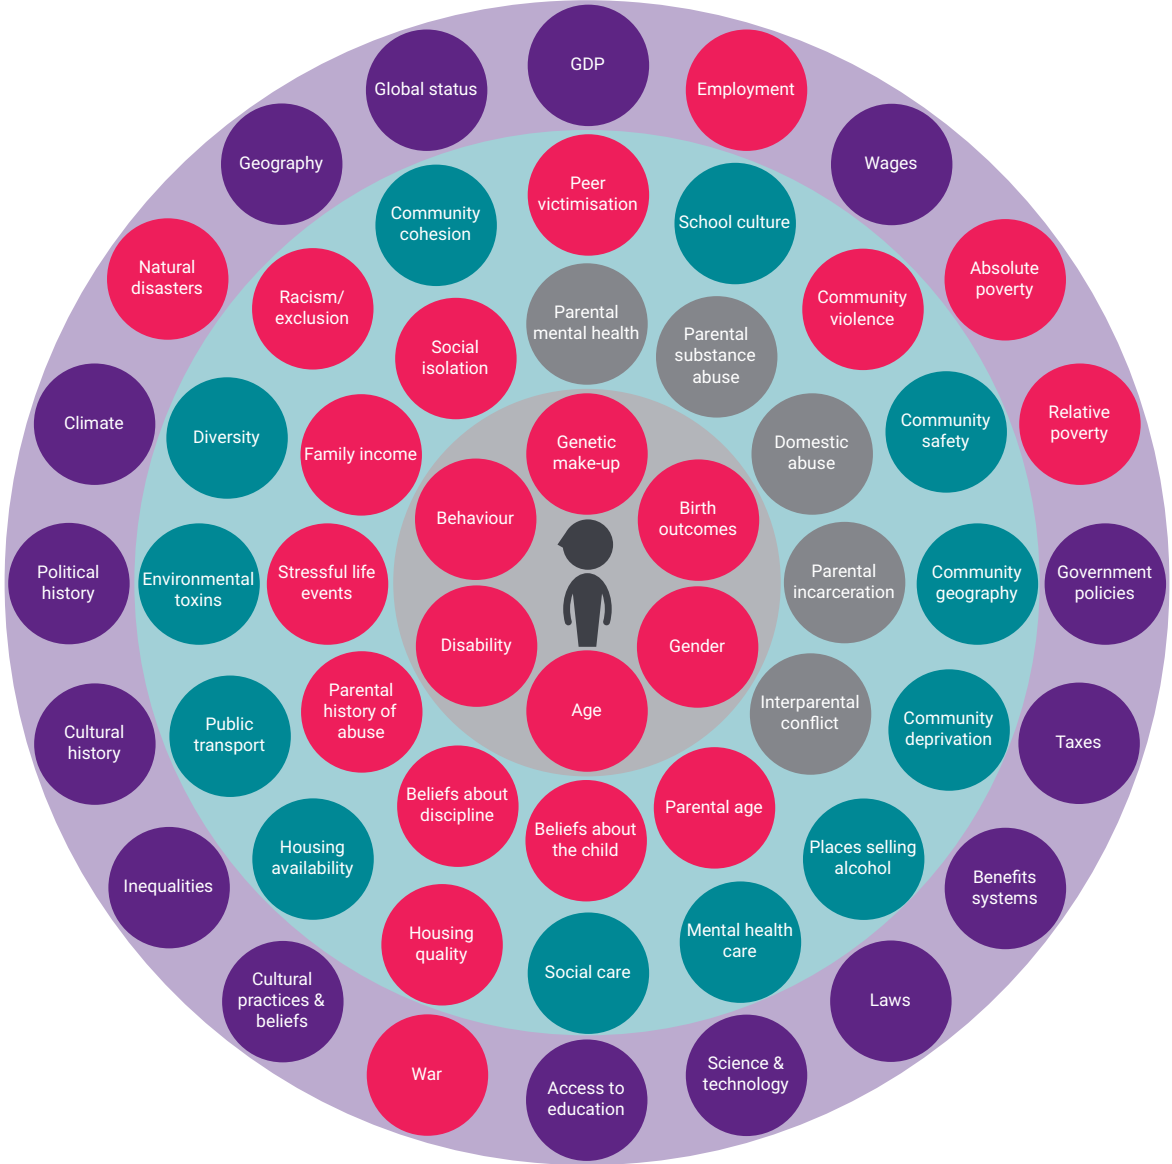 GDP
Employment
Wages
Absolute
poverty
Relative
poverty
Government
policies
Taxes
Benefits
systems
Laws
Science &
technology
Access to
education
War
Cultural
practices &
beliefs
Inequalities
Cultural
history
Political
history
Climate
Natural
disasters
Geography
Global status
Peer
victimisation
School culture
Community
violence
Community
safety
Community
geography
Community
deprivation
Places selling
alcohol
Mental health
care
Social care
Housing
quality
Housing
availability
Public
transport
Environmental
toxins
Diversity
Racism/
exclusion
Community
cohesion
Parental
mental health
Parental
substance
abuse
Domestic
abuse
Parental
incarceration
Interparental
conflict
Parental age
Beliefs about
the child
Beliefs about
discipline
Parental
history of
abuse
Stressful life
events
Family income
Social
isolation
Genetic
make-up
Birth
outcomes
Gender
Age
Disability
Behaviour